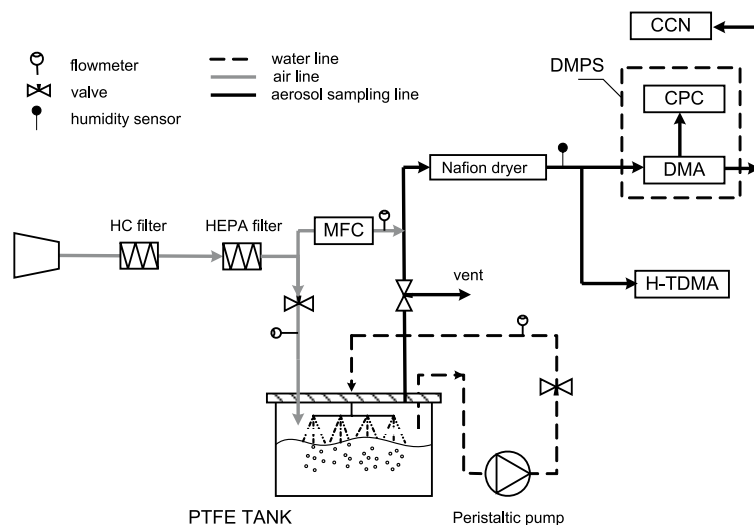 CCN
flowmeter
valve
humidity sensor
water line
air line
aerosol sampling line
DMPS
CPC
DMA
Nafion dryer
HC filter
HEPA filter
MFC
vent
H-TDMA
PTFE TANK
Peristaltic pump